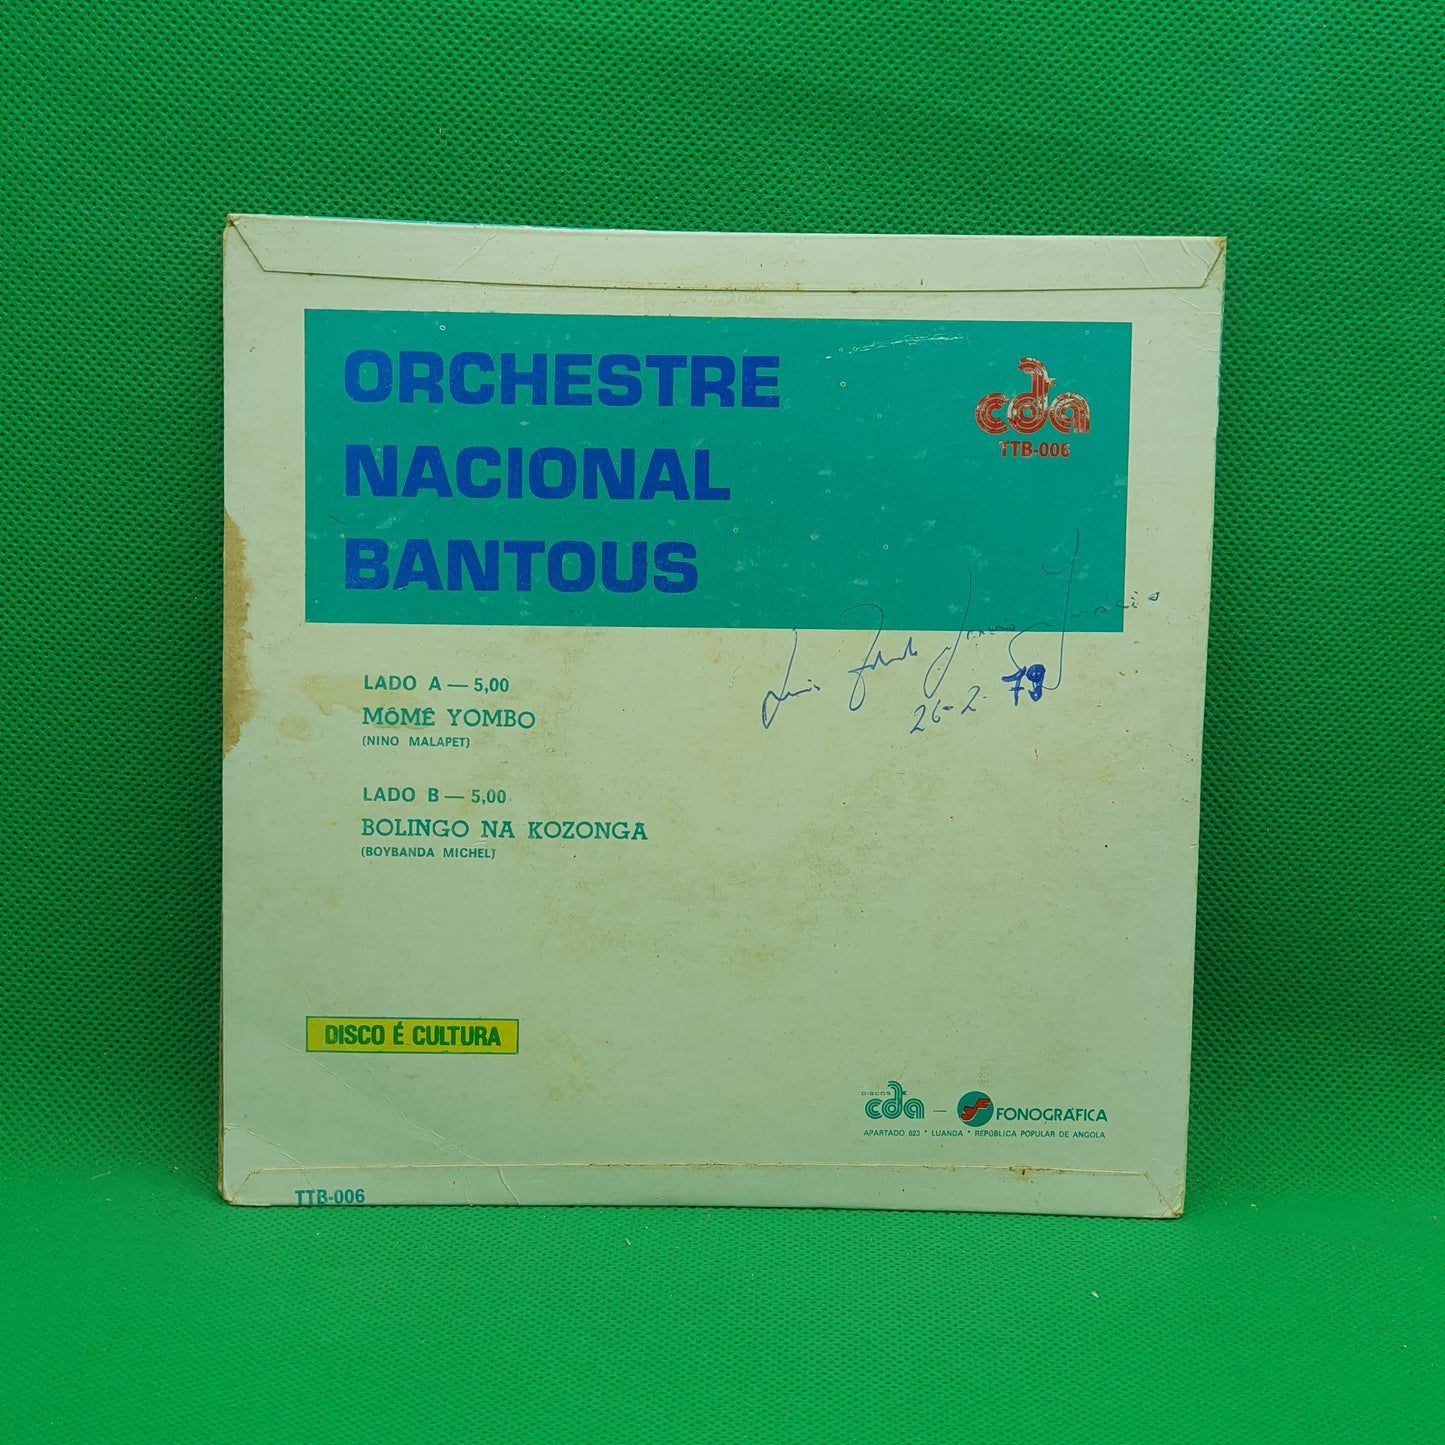 ORCHESTRE
NACIONAL
BANTOUS
cda
TTB-006
26-2-79
LADO A — 5,00
MÔMÊ YOMBO
(NINO MALAPET)
LADO B — 5,00
BOLINGO NA KOZONGA
(BOYBANDA MICHEL)
DISCO É CULTURA
DISCOS
cda — FONOGRÁFICA
APARTADO 623 * LUANDA * REPÚBLICA POPULAR DE ANGOLA
TTB-006